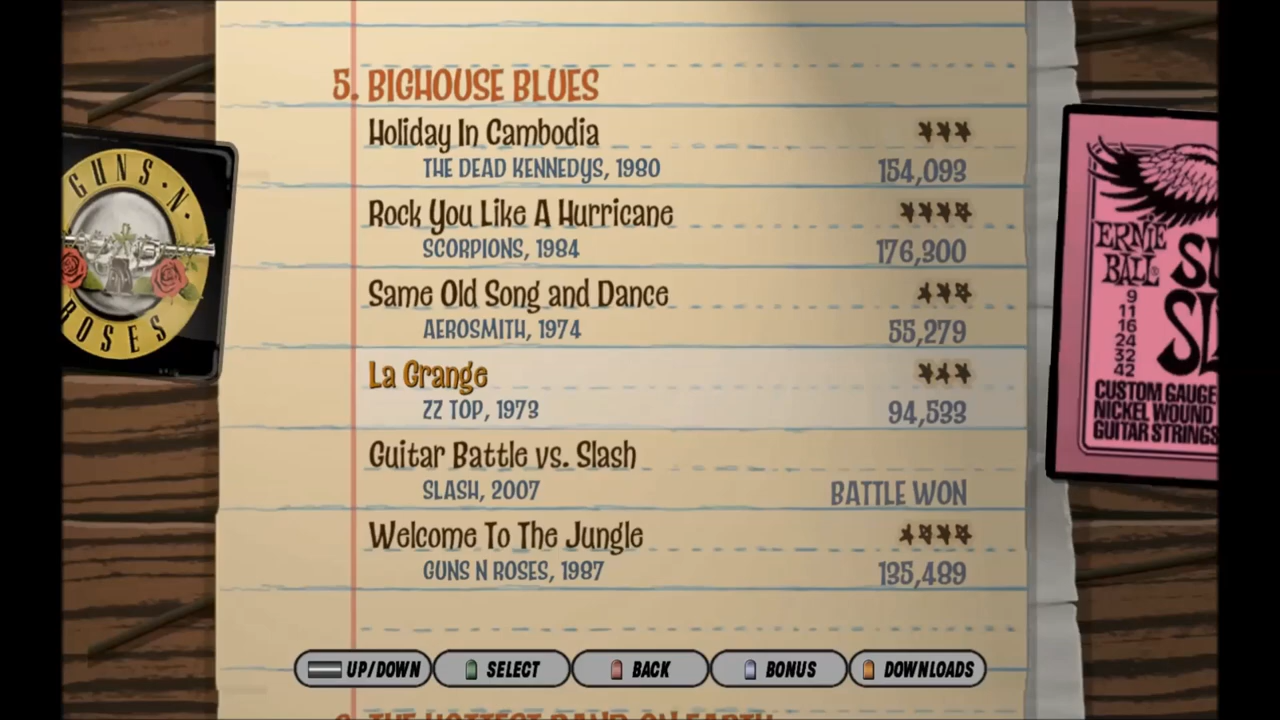 5. BIGHOUSE BLUES
Holiday In Cambodia
THE DEAD KENNEDYS, 1980
154,093
Rock You Like A Hurricane
SCORPIONS, 1984
176,300
Same Old Song and Dance
AEROSMITH, 1974
55,279
La Grange
ZZ TOP, 1973
94,533
Guitar Battle vs. Slash
SLASH, 2007
BATTLE WON
Welcome To The Jungle
GUNS N ROSES, 1987
135,489
UP/DOWN
SELECT
BACK
BONUS
DOWNLOADS
GUNS · N ·
ROSES
ERNiE
BALL®
9
11
16
24
32
42
CUSTOM GAUGE
NICKEL WOUND
GUITAR STRINGS